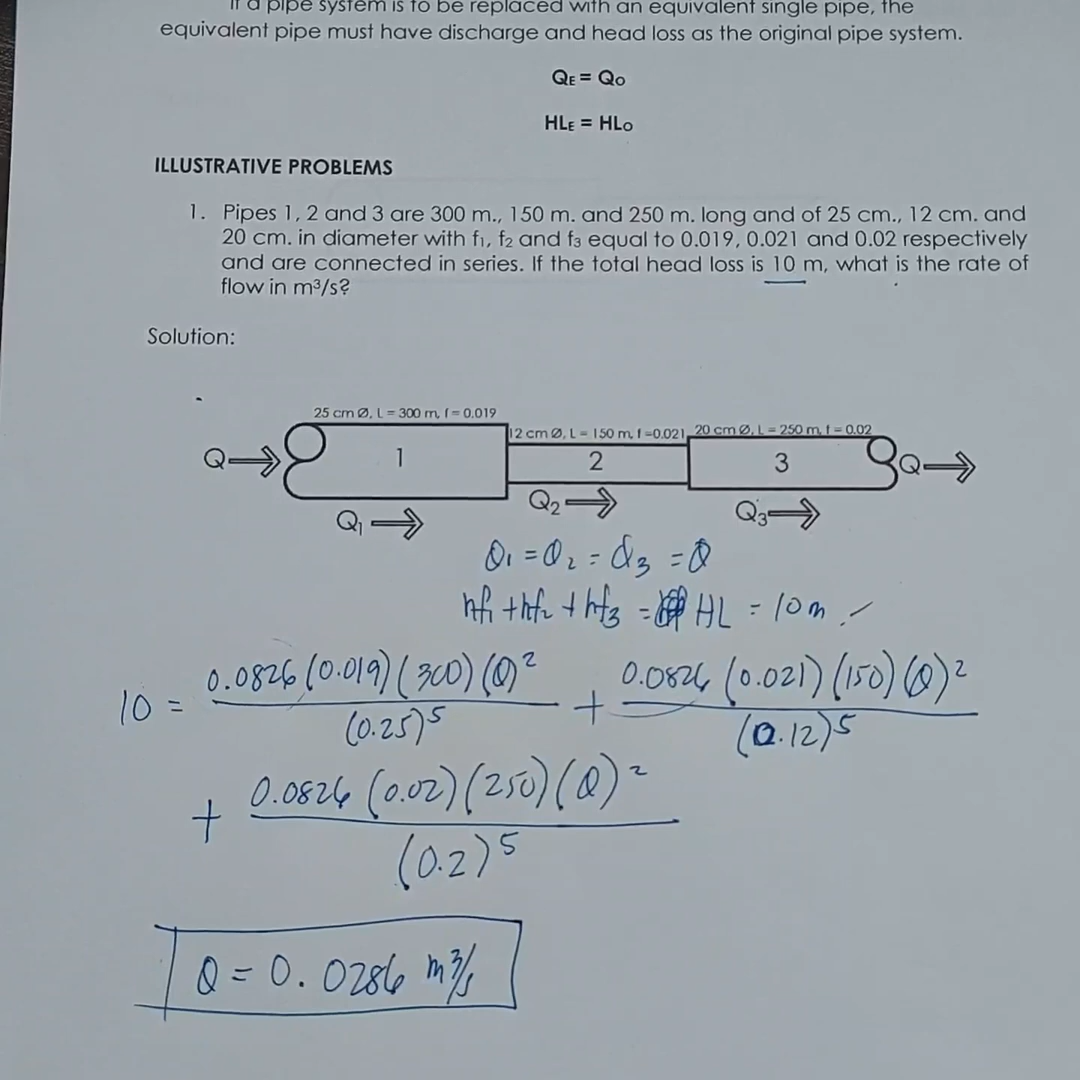 If a pipe system is to be replaced with an equivalent single pipe, the
equivalent pipe must have discharge and head loss as the original pipe system.
QE = QO
HLE = HLO
ILLUSTRATIVE PROBLEMS
1. Pipes 1, 2 and 3 are 300 m., 150 m. and 250 m. long and of 25 cm., 12 cm. and
20 cm. in diameter with f1, f2 and f3 equal to 0.019, 0.021 and 0.02 respectively
and are connected in series. If the total head loss is 10 m, what is the rate of
flow in m³/s?
Solution:
25 cm Ø, L = 300 m, f = 0.019
12 cm Ø, L = 150 m, f =0.021
20 cm Ø, L = 250 m, f = 0.02
Q⇒ 1 2 3 Q⇒
Q1⇒ Q2⇒ Q3⇒
Q1 = Q2 = Q3 = Q
hf1 + hf2 + hf3 = HL = 10m
10 = 0.0826 (0.019) (300) (Q)² / (0.25)⁵ + 0.0826 (0.021) (150) (Q)² / (0.12)⁵
+ 0.0826 (0.02) (250) (Q)² / (0.2)⁵
Q = 0.0286 m³/s